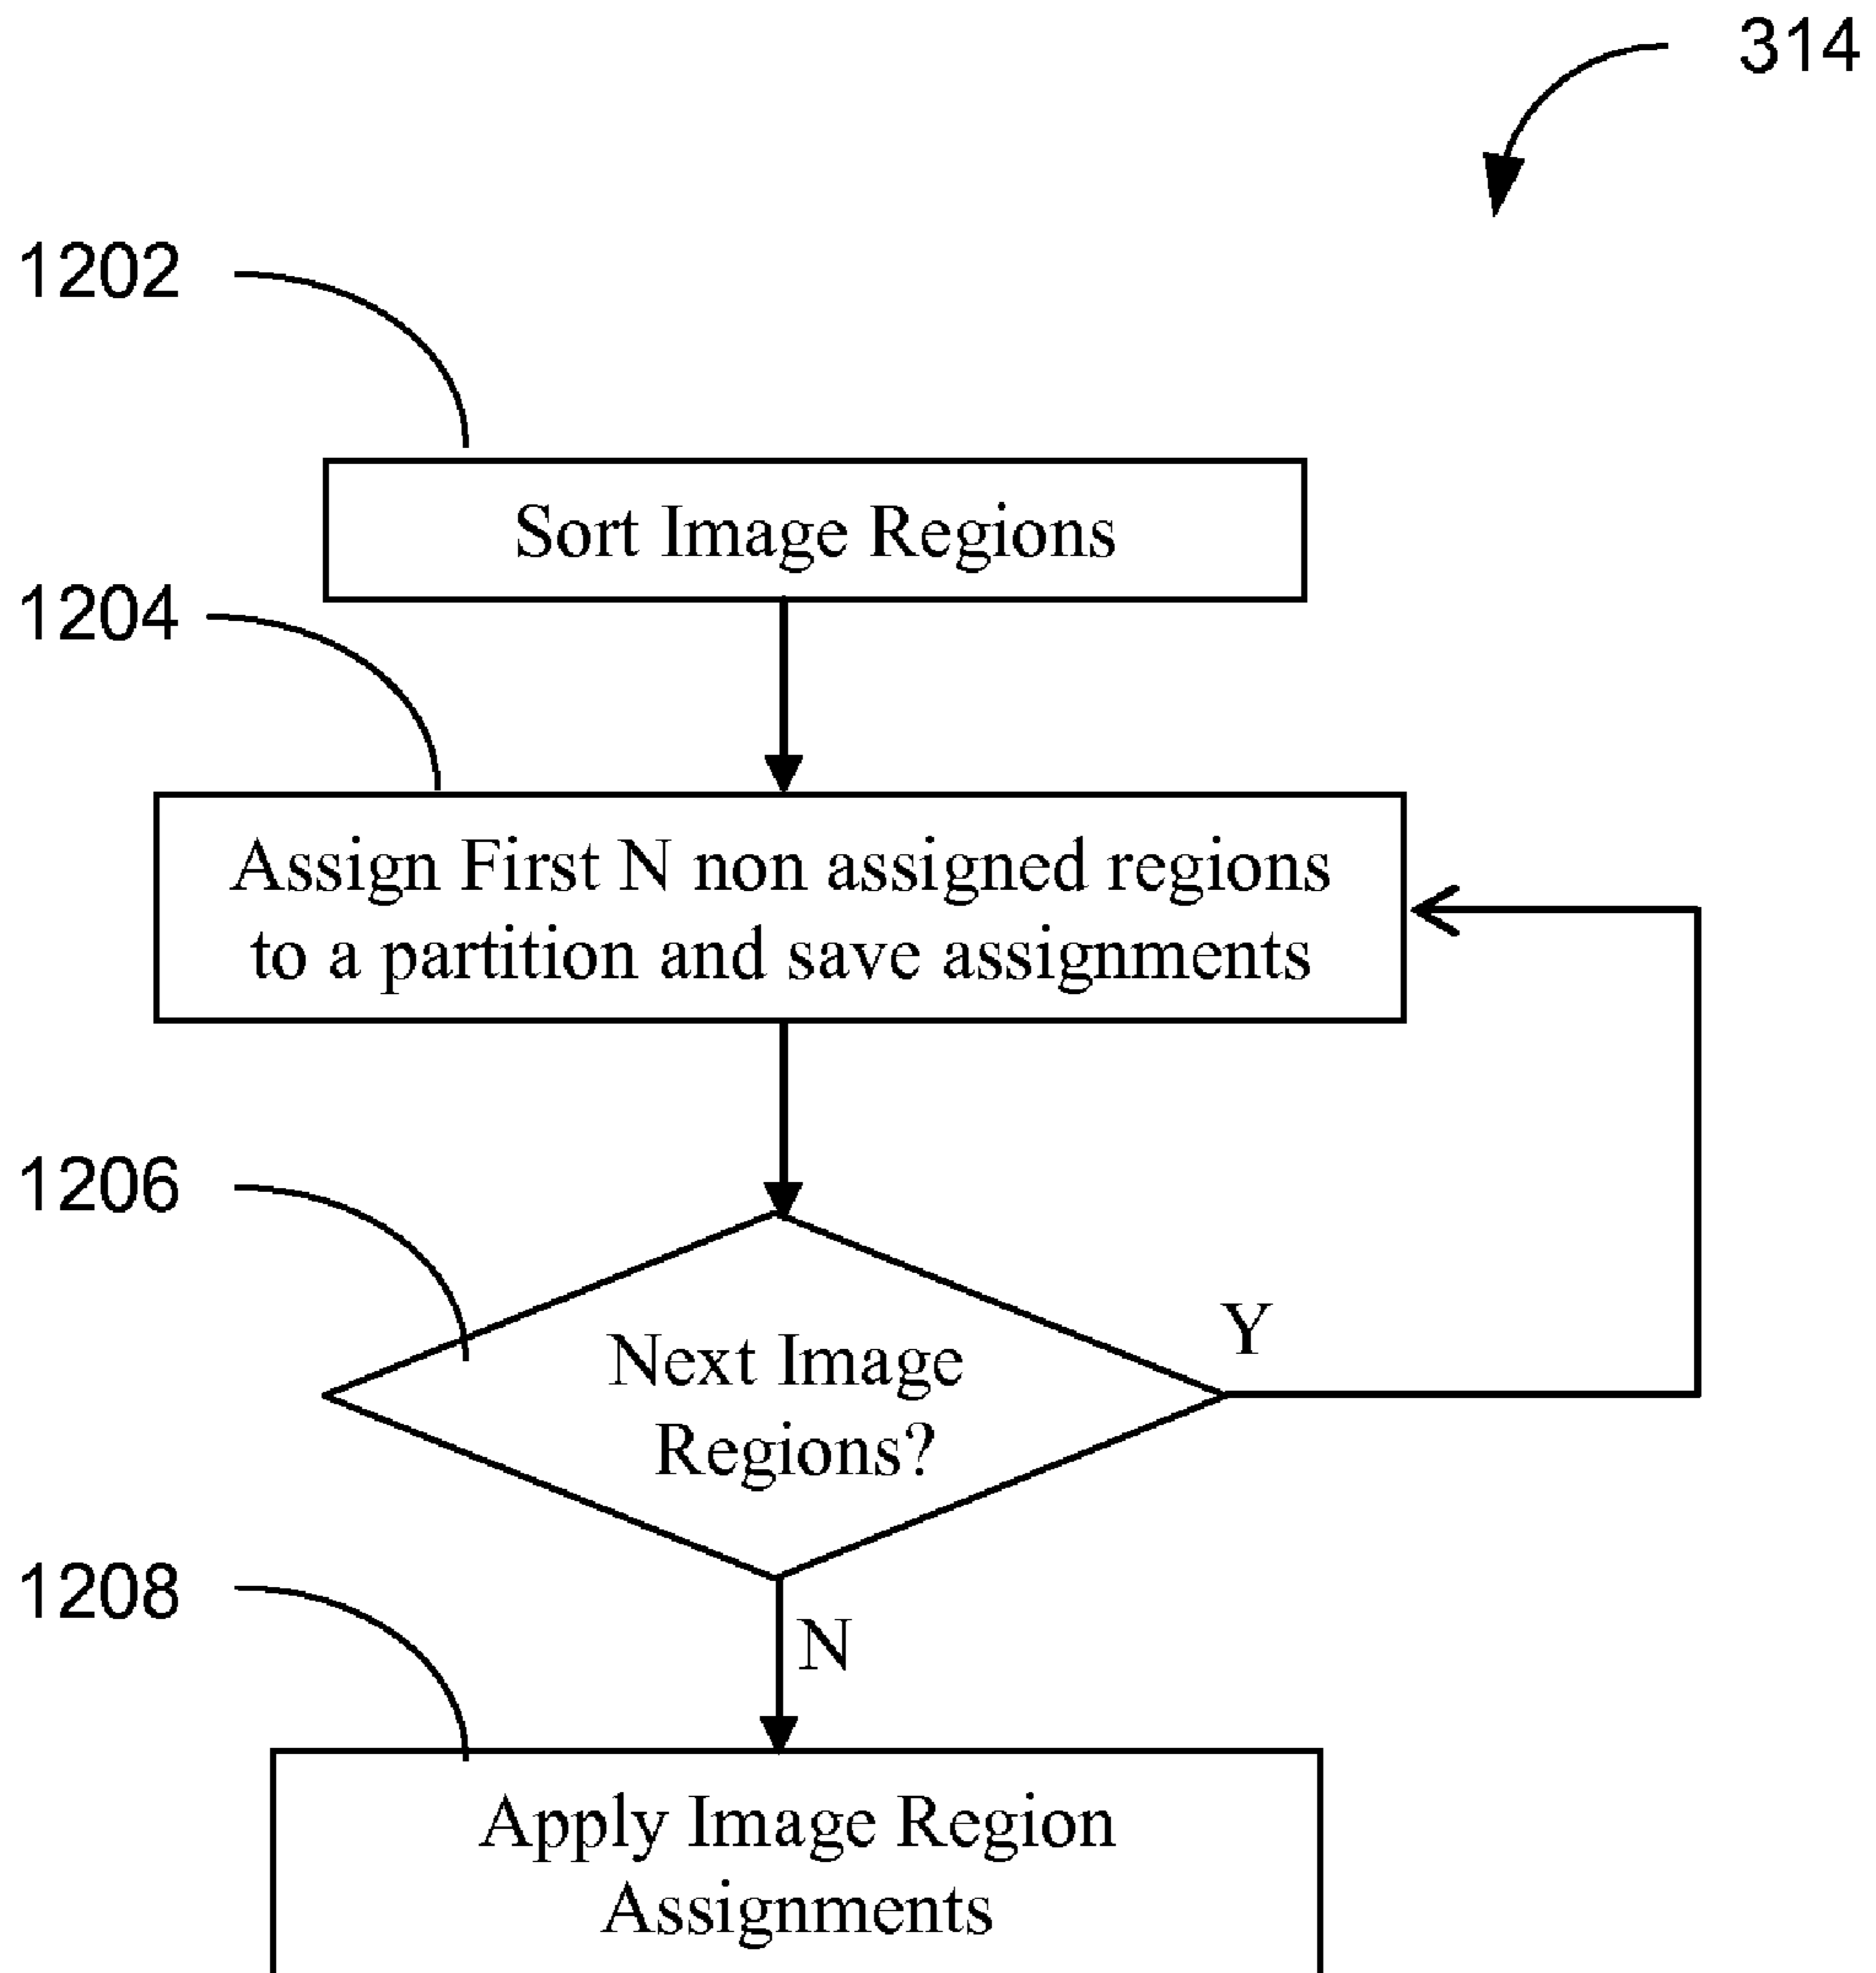 314
1202
Sort Image Regions
1204
Assign First N non assigned regions
to a partition and save assignments
1206
Next Image
Regions?
Y
N
1208
Apply Image Region
Assignments